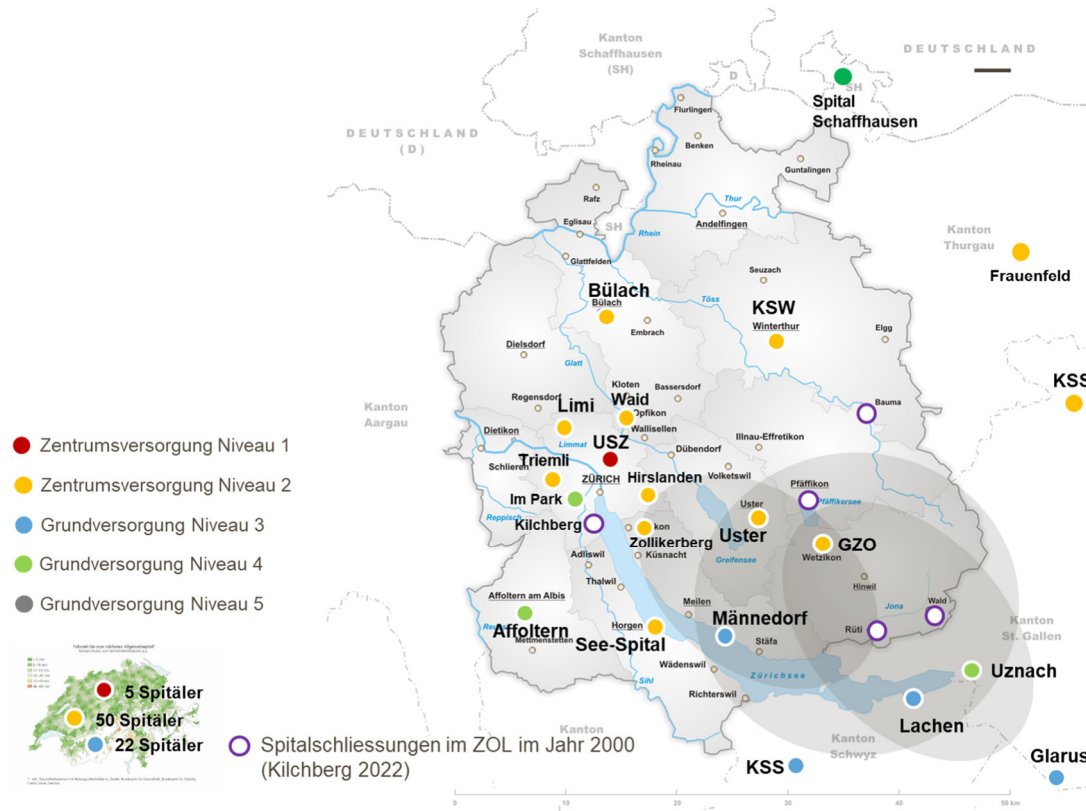 Kanton
Schaffhausen
(SH)
DEUTSCHLAND
D
SH
Spital
Schaffhausen
Flurlingen
DEUTSCHLAND
(D)
Benken
Rheinau
Guntalingen
Rafz
Thur
Eglisau
SH
Rhein
Andelfingen
Kanton
Thurgau
Frauenfeld
Glattfelden
Seuzach
Bülach
Bülach
Töss
KSW
Winterthur
Embrach
Elgg
Dielsdorf
Glatt
KSS
Kloten
Bassersdorf
Bauma
Regensdorf
Limi
Waid
Opfikon
Kanton
Aargau
Dietikon
Limmat
USZ
Wallisellen
Illnau-Effretikon
Dübendorf
Schlieren
Triemli
ZÜRICH
Hirslanden
Volketswil
Pfäffikon
Im Park
Pfäffikersee
Reppisch
Kilchberg
kon
Zollikerberg
Uster
Uster
GZO
Wetzikon
Adliswil
Küsnacht
Greifensee
Hinwil
Thalwil
Affoltern am Albis
Meilen
Jona
Wald
Affoltern
Horgen
Männedorf
Rüti
Kanton
St. Gallen
Mettmenstetten
See-Spital
Stäfa
Wädenswil
Zürichsee
Uznach
Sihl
Richterswil
Lachen
Kanton
Kanton
Schwyz
KSS
Glarus
0 10 20 30 40 50 km
Zentrumsversorgung Niveau 1
Zentrumsversorgung Niveau 2
Grundversorgung Niveau 3
Grundversorgung Niveau 4
Grundversorgung Niveau 5
5 Spitäler
50 Spitäler
22 Spitäler
Spitalschliessungen im ZOL im Jahr 2000
(Kilchberg 2022)